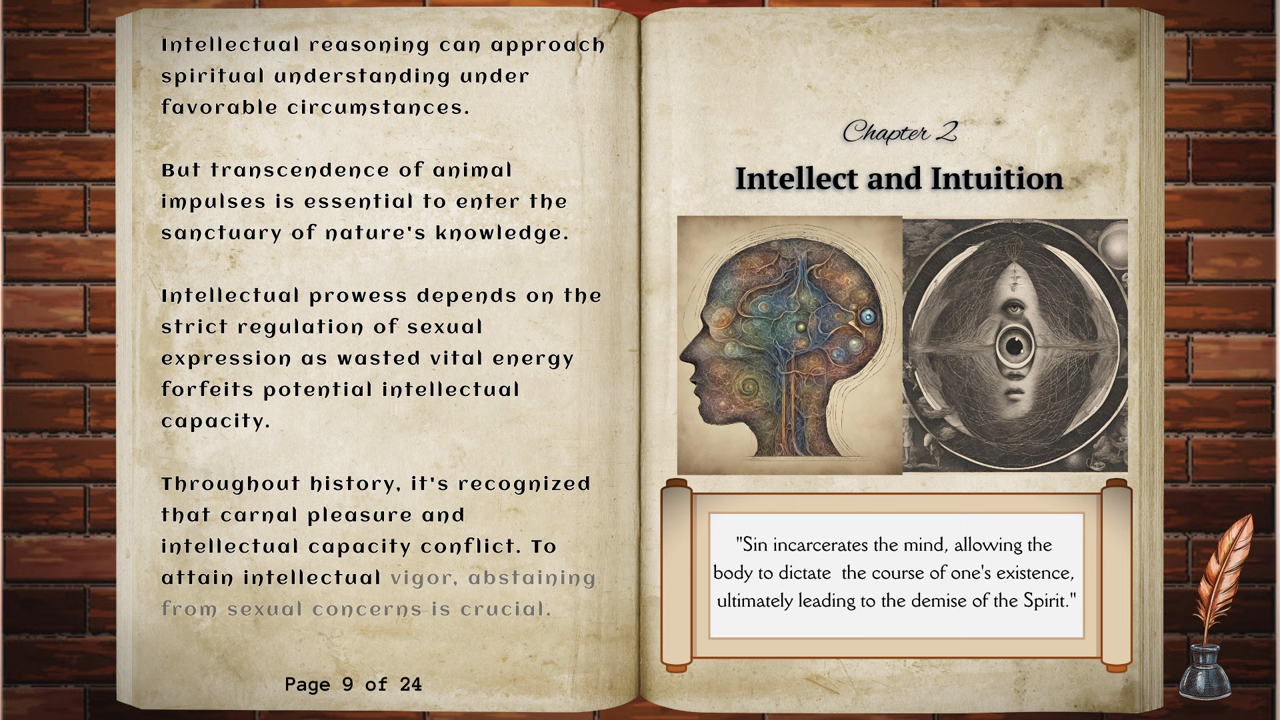 Intellectual reasoning can approach
spiritual understanding under
favorable circumstances.
But transcendence of animal
impulses is essential to enter the
sanctuary of nature's knowledge.
Intellectual prowess depends on the
strict regulation of sexual
expression as wasted vital energy
forfeits potential intellectual
capacity.
Throughout history, it's recognized
that carnal pleasure and
intellectual capacity conflict. To
attain intellectual vigor, abstaining
from sexual concerns is crucial.
Page 9 of 24
Chapter 2
Intellect and Intuition
"Sin incarcerates the mind, allowing the
body to dictate the course of one's existence,
ultimately leading to the demise of the Spirit."